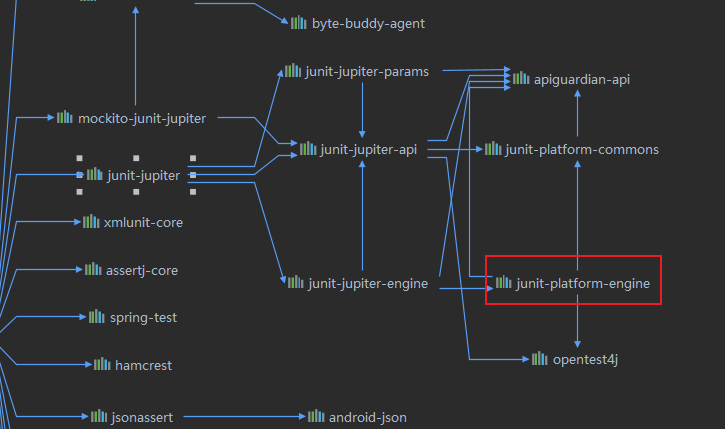 byte-buddy-agent
junit-jupiter-params
apiguardian-api
mockito-junit-jupiter
junit-jupiter-api
junit-platform-commons
junit-jupiter
xmlunit-core
assertj-core
junit-jupiter-engine
junit-platform-engine
spring-test
hamcrest
opentest4j
jsonassert
android-json